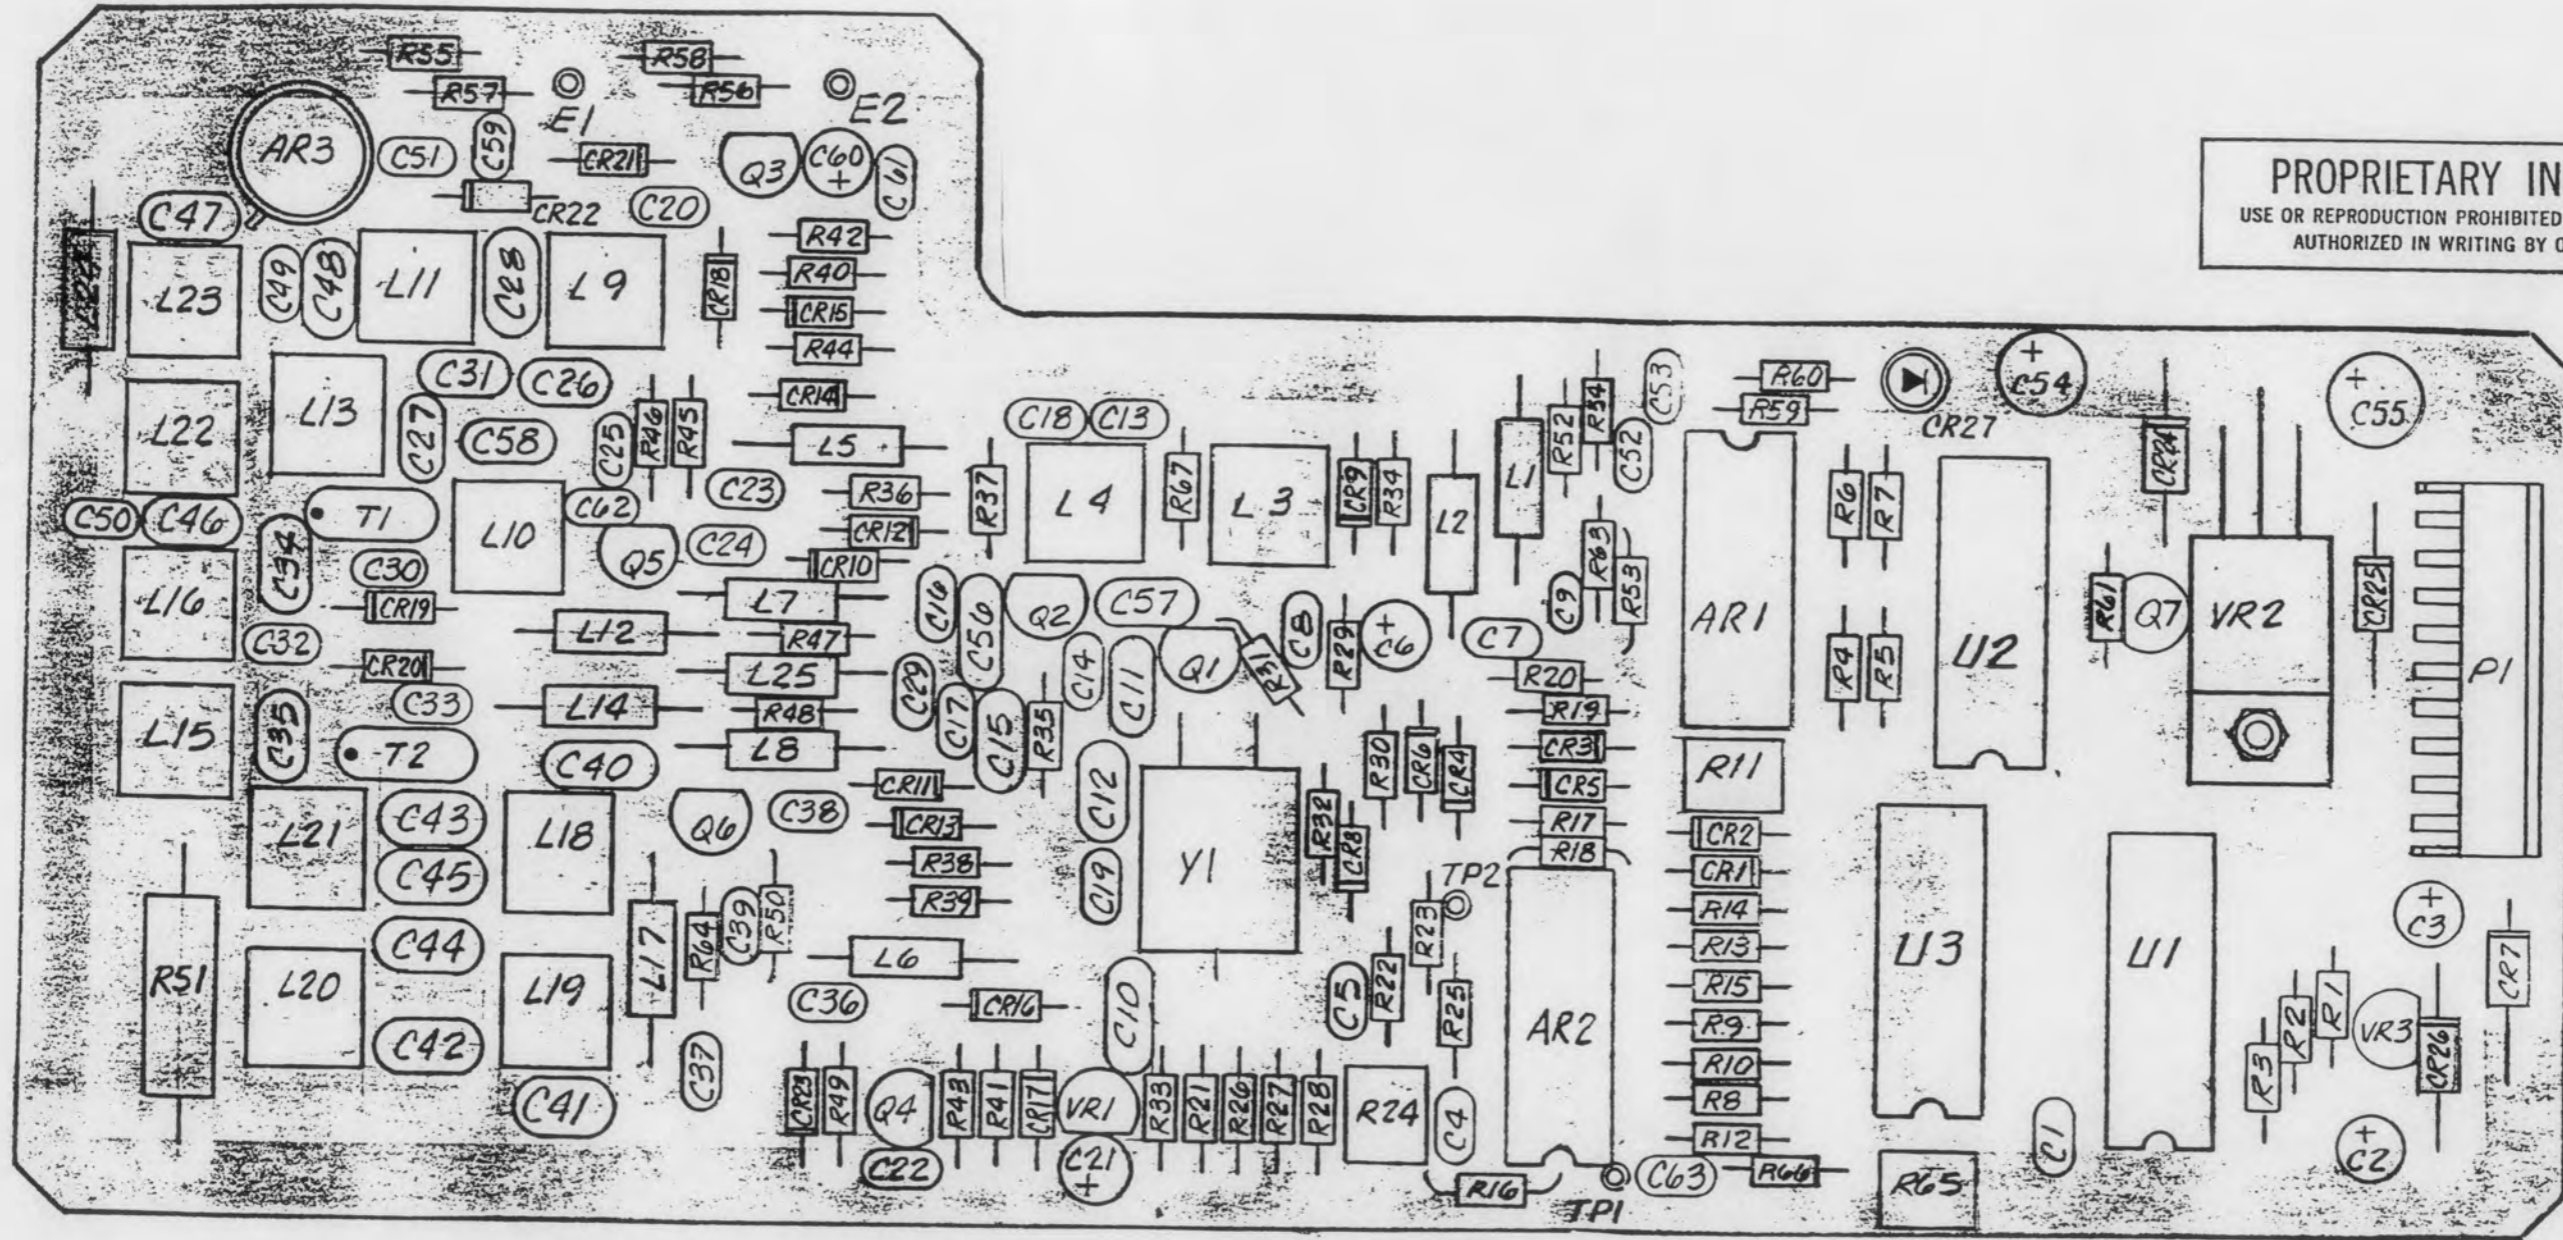 R55
R58
R57
R56
E1
E2
AR3
C51
C59
CR21
Q3
C60
+
C61
PROPRIETARY IN
USE OR REPRODUCTION PROHIBITED
AUTHORIZED IN WRITING BY
CR22
C20
C47
R42
L23
C49
C48
L11
C28
L9
CR18
R40
CR15
R44
L22
L13
C31
C26
CR14
C27
C58
C25
R46
R45
L5
C18
C13
R52
R54
C53
R60
R59
CR27
+
C54
+
C55
C50
C46
T1
L10
C62
C23
R36
R37
L4
R67
L3
CR9
R34
L2
L1
C52
R6
R7
CR24
C34
C30
Q5
C24
CR12
CR10
R63
R53
L16
CR19
L7
C16
C56
Q2
C57
C8
R29
+
C6
C7
C9
AR1
U2
R61
Q7
VR2
CR25
P1
C32
L12
R47
C14
C11
Q1
R31
CR20
L25
C29
R20
R4
R5
L15
C35
C33
L14
R48
C17
C15
R35
R19
T2
C40
L8
C12
R30
CR6
CR4
CR3
R11
CR11
CR5
L21
C43
L18
Q6
C38
CR13
Y1
R32
CR8
R17
R18
CR2
C45
R38
C19
TP2
CR1
R51
C44
L17
R64
C39
R50
R39
R23
R14
U3
U1
+
C3
L20
L19
L6
R13
CR7
C36
CR16
C10
C5
R22
R25
AR2
R15
R1
C42
C37
R9
R2
VR3
CR26
C41
CR23
R49
Q4
R43
R41
CR17
VR1
R33
R21
R26
R27
R28
R24
C4
R10
R3
R8
R12
C1
C22
C21
+
R16
TP1
C63
R66
R65
+
C2